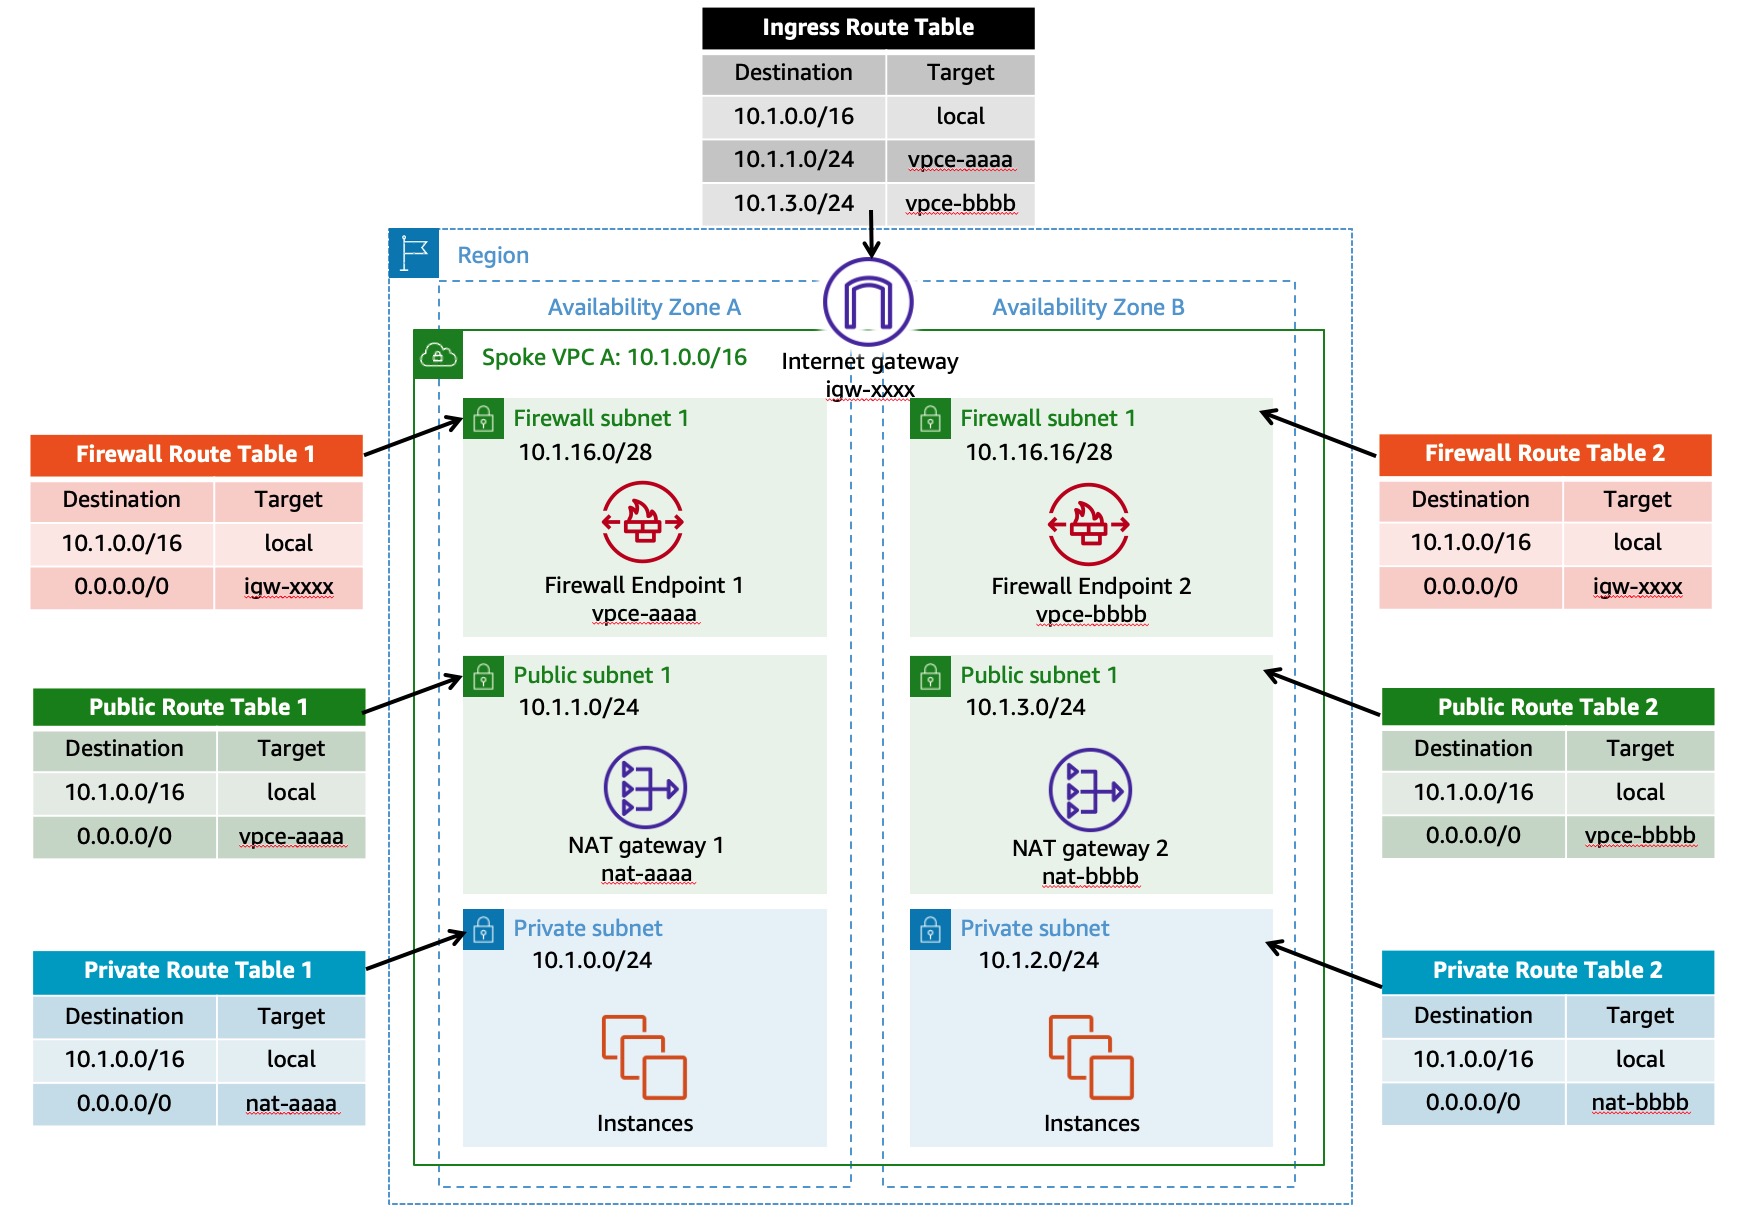 Ingress Route Table
Destination Target
10.1.0.0/16 local
10.1.1.0/24 vpce-aaaa
10.1.3.0/24 vpce-bbbb
Region
Availability Zone A
Availability Zone B
Spoke VPC A: 10.1.0.0/16
Internet gateway
igw-xxxx
Firewall Route Table 1
Destination Target
10.1.0.0/16 local
0.0.0.0/0 igw-xxxx
Firewall subnet 1
10.1.16.0/28
Firewall Endpoint 1
vpce-aaaa
Firewall subnet 1
10.1.16.16/28
Firewall Endpoint 2
vpce-bbbb
Firewall Route Table 2
Destination Target
10.1.0.0/16 local
0.0.0.0/0 igw-xxxx
Public Route Table 1
Destination Target
10.1.0.0/16 local
0.0.0.0/0 vpce-aaaa
Public subnet 1
10.1.1.0/24
NAT gateway 1
nat-aaaa
Public subnet 1
10.1.3.0/24
NAT gateway 2
nat-bbbb
Public Route Table 2
Destination Target
10.1.0.0/16 local
0.0.0.0/0 vpce-bbbb
Private Route Table 1
Destination Target
10.1.0.0/16 local
0.0.0.0/0 nat-aaaa
Private subnet
10.1.0.0/24
Instances
Private subnet
10.1.2.0/24
Instances
Private Route Table 2
Destination Target
10.1.0.0/16 local
0.0.0.0/0 nat-bbbb